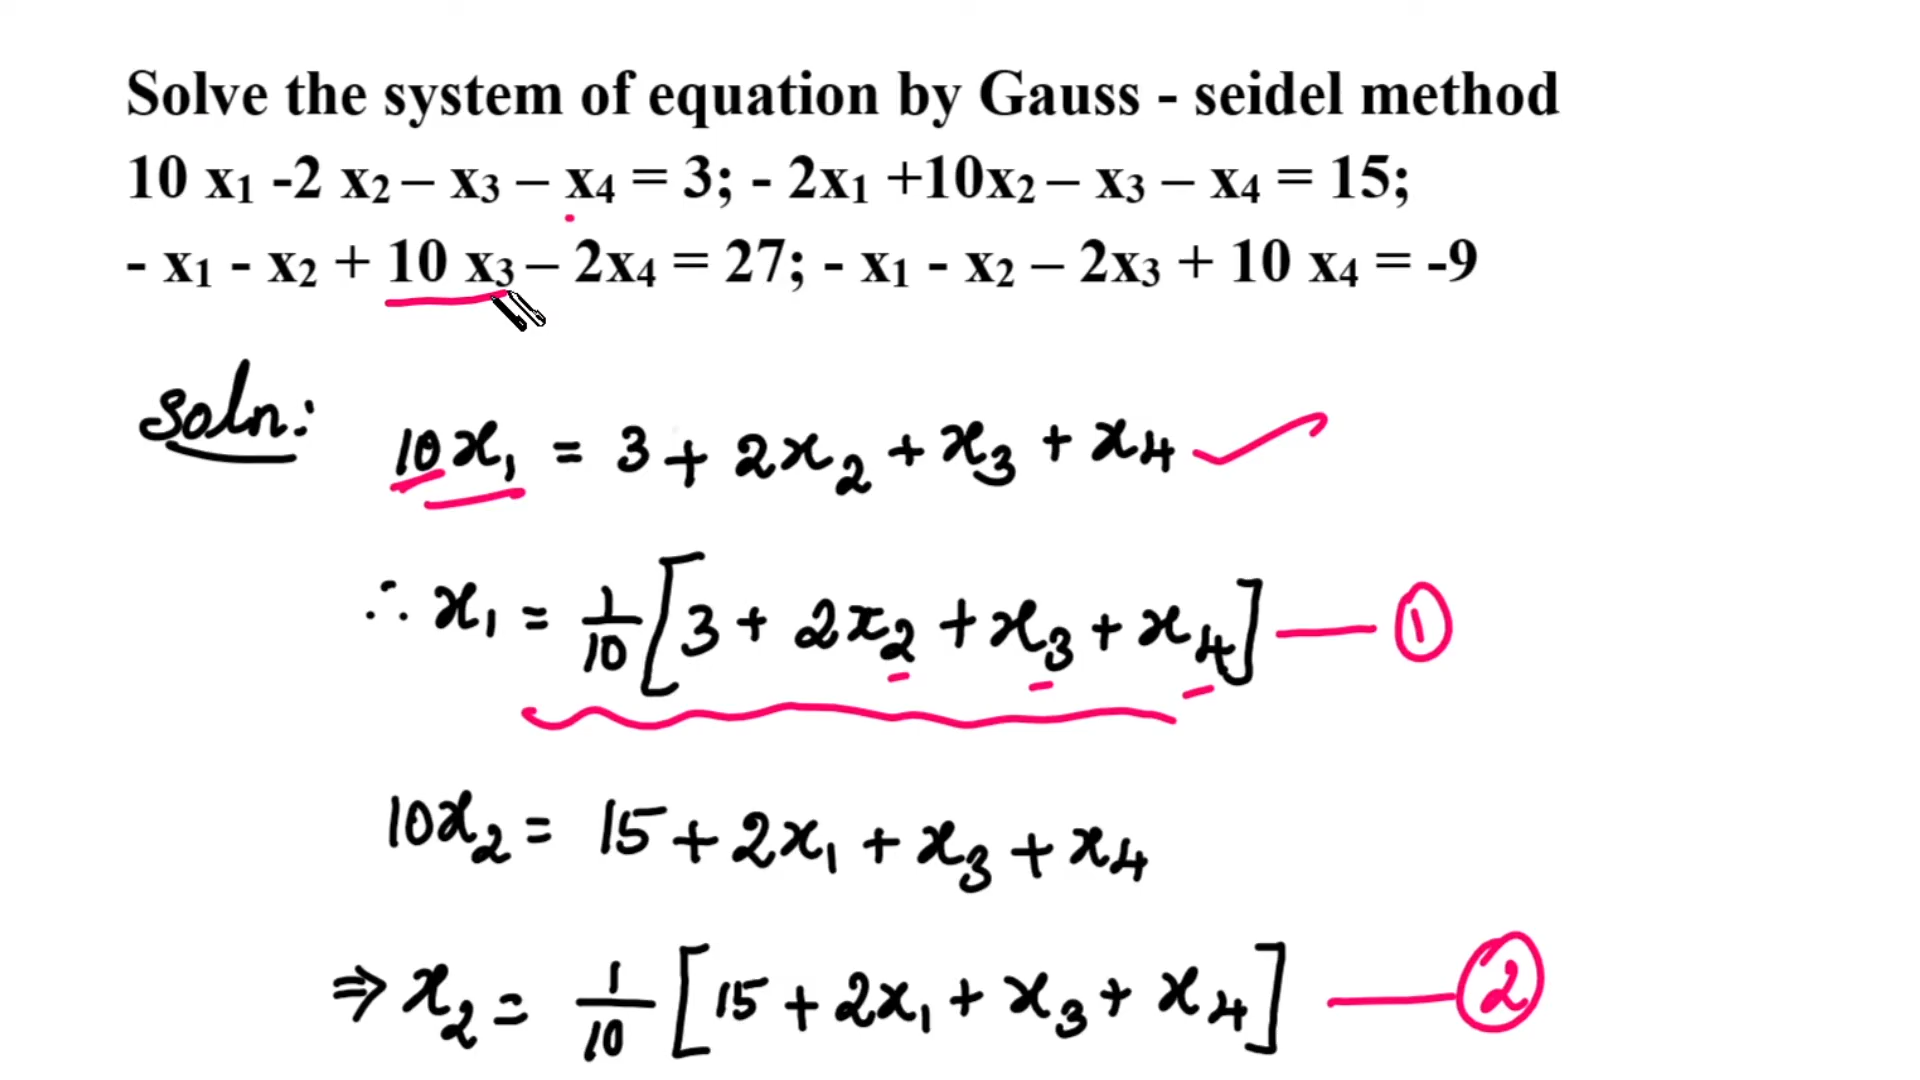 Solve the system of equation by Gauss - seidel method
10 x₁ -2 x₂ – x₃ – x₄ = 3; - 2x₁ +10x₂ – x₃ – x₄ = 15;
- x₁ - x₂ + 10 x₃ – 2x₄ = 27; - x₁ - x₂ – 2x₃ + 10 x₄ = -9
Soln:
10x₁ = 3 + 2x₂ + x₃ + x₄
∴ x₁ = 1/10 [3 + 2x₂ + x₃ + x₄] — ①
10x₂ = 15 + 2x₁ + x₃ + x₄
⇒ x₂ = 1/10 [15 + 2x₁ + x₃ + x₄] — ②